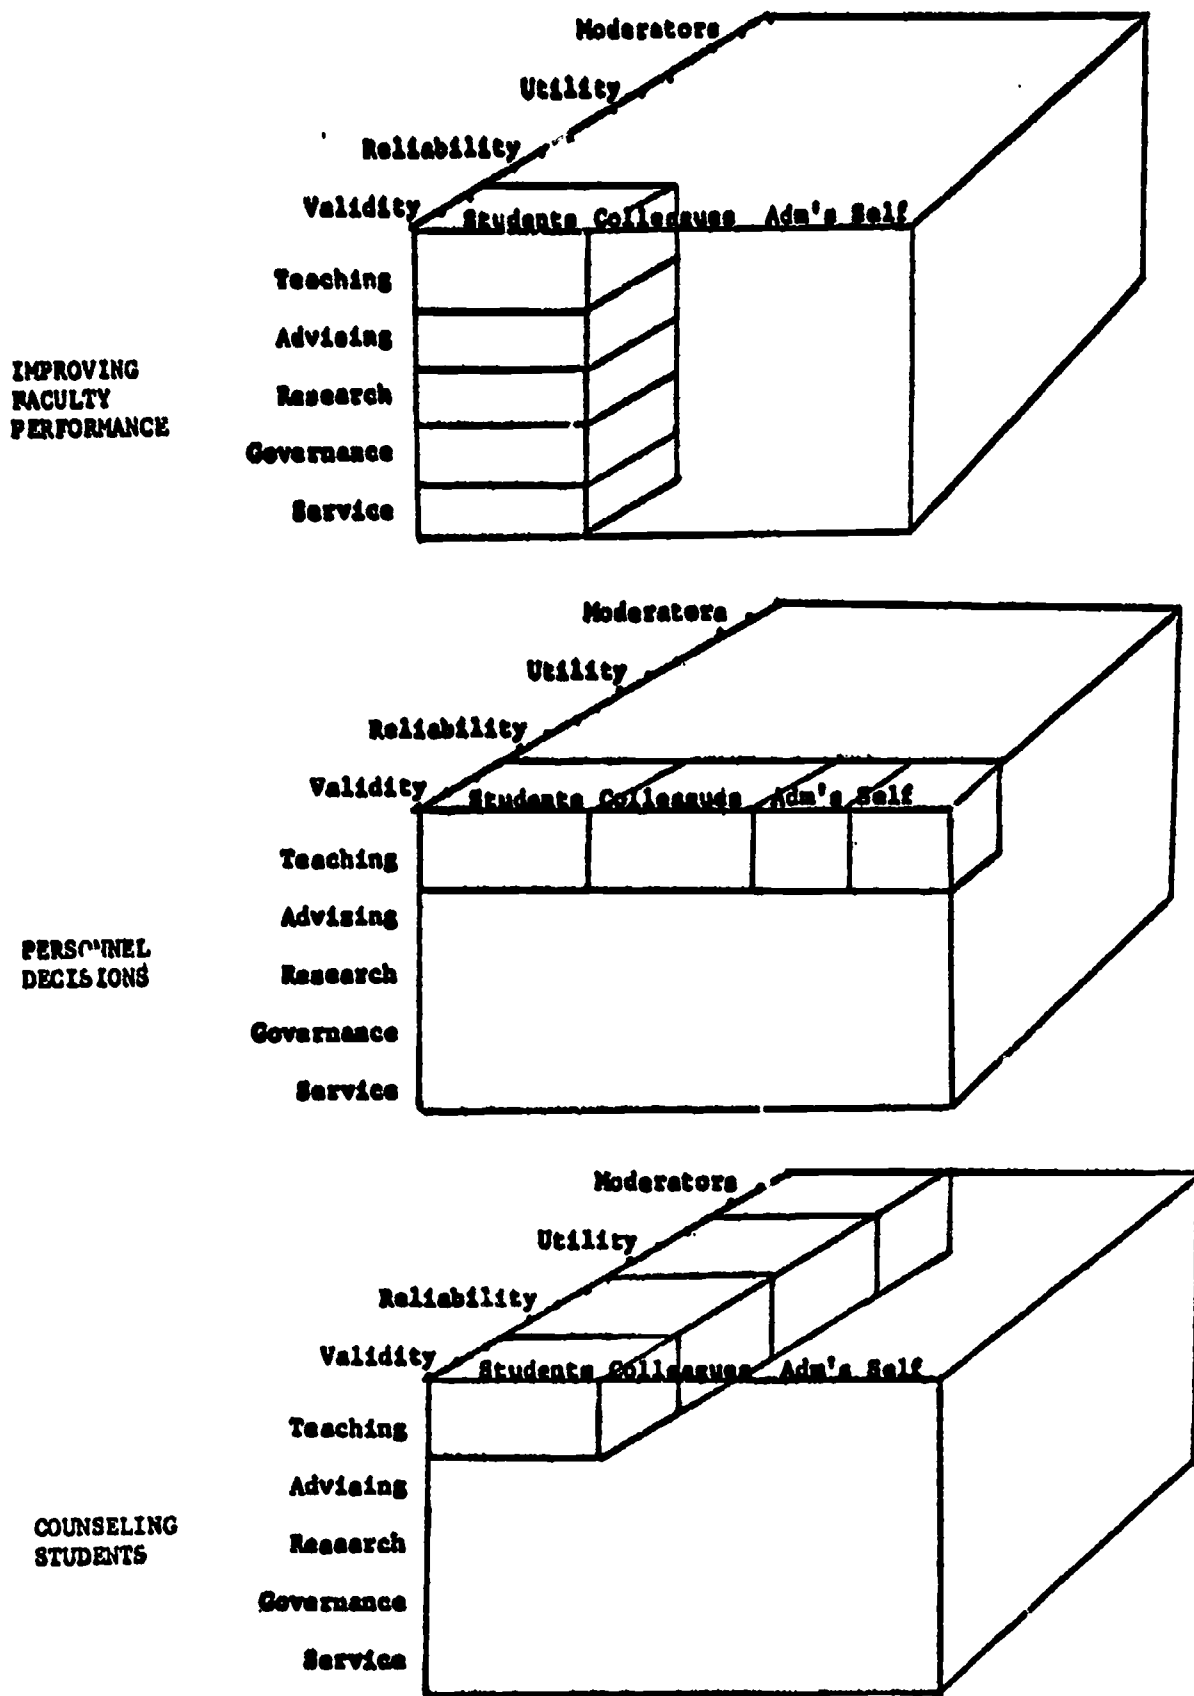 Moderators
Utility
Reliability
Validity
Students Colleagues Adm's Self
Teaching
Advising
Research
Governance
Service
IMPROVING
FACULTY
PERFORMANCE
Moderators
Utility
Reliability
Validity
Students Colleagues Adm's Self
Teaching
Advising
Research
Governance
Service
PERSONNEL
DECISIONS
Moderators
Utility
Reliability
Validity
Students Colleagues Adm's Self
Teaching
Advising
Research
Governance
Service
COUNSELING
STUDENTS